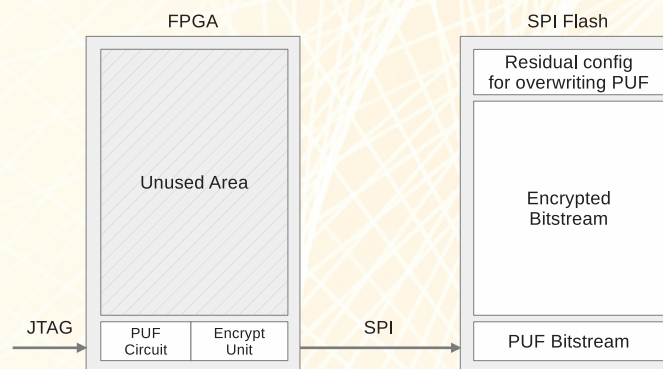 FPGA
Unused Area
JTAG
PUF
Circuit
Encrypt
Unit
SPI
SPI Flash
Residual config
for overwriting PUF
Encrypted
Bitstream
PUF Bitstream